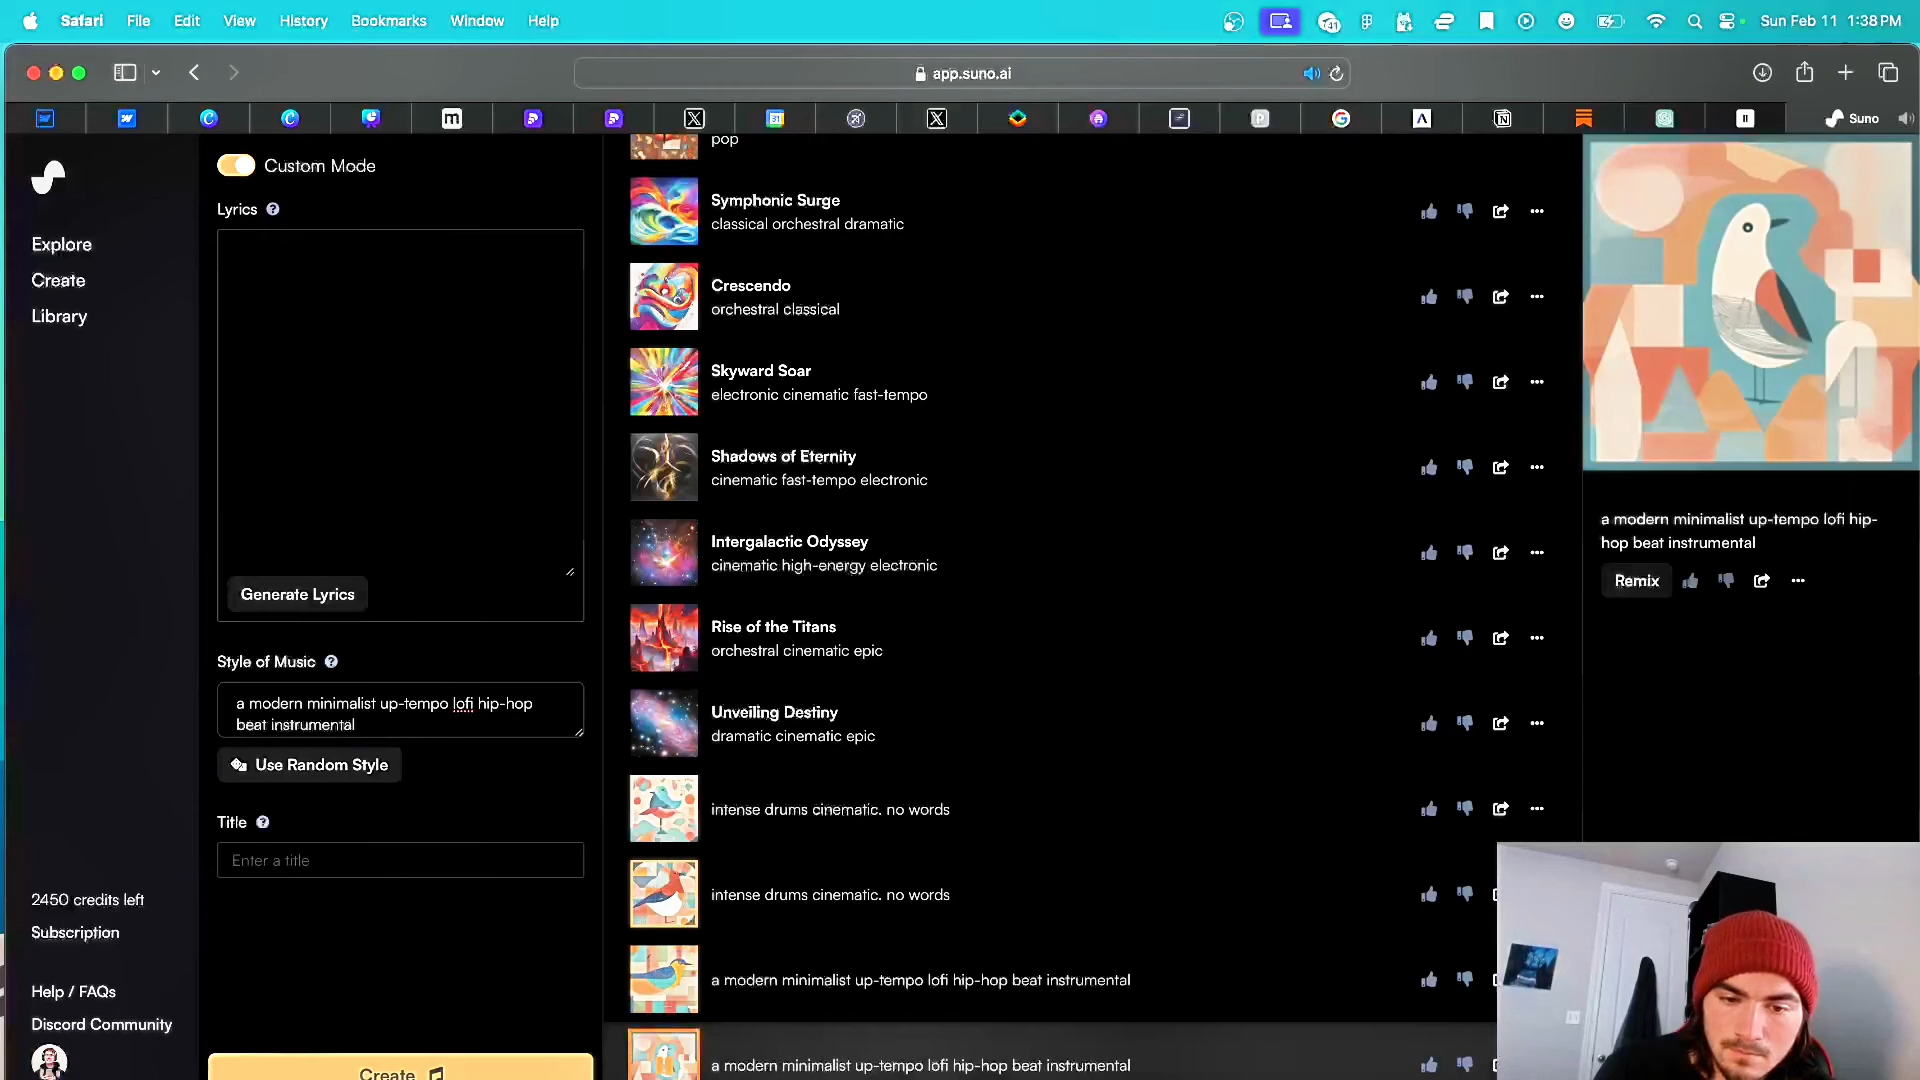 Safari File Edit View History Bookmarks Window Help
41
Sun Feb 11 1:38 PM
app.suno.ai
31
Suno
Explore
Create
Library
2450 credits left
Subscription
Help / FAQs
Discord Community
Custom Mode
Lyrics
Generate Lyrics
Style of Music
a modern minimalist up-tempo lofi hip-hop
beat instrumental
Use Random Style
Title
Enter a title
Create
pop
Symphonic Surge
classical orchestral dramatic
Crescendo
orchestral classical
Skyward Soar
electronic cinematic fast-tempo
Shadows of Eternity
cinematic fast-tempo electronic
Intergalactic Odyssey
cinematic high-energy electronic
Rise of the Titans
orchestral cinematic epic
Unveiling Destiny
dramatic cinematic epic
intense drums cinematic. no words
intense drums cinematic. no words
a modern minimalist up-tempo lofi hip-hop beat instrumental
a modern minimalist up-tempo lofi hip-hop beat instrumental
a modern minimalist up-tempo lofi hip-
hop beat instrumental
Remix